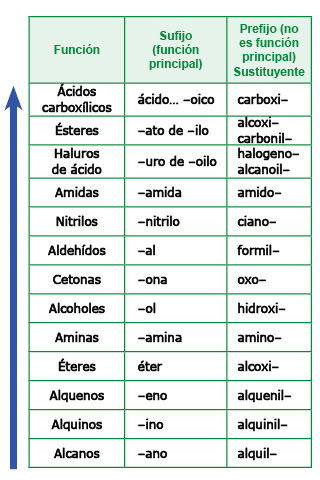 Función
Sufijo
(función
principal)
Prefijo (no
es función
principal)
Sustituyente
Ácidos
carboxílicos
ácido... –oico
carboxi–
Ésteres
–ato de –ilo
alcoxi–
carbonil–
Haluros
de ácido
–uro de –oilo
halogeno–
alcanoil–
Amidas
–amida
amido–
Nitrilos
–nitrilo
ciano–
Aldehídos
–al
formil–
Cetonas
–ona
oxo–
Alcoholes
–ol
hidroxi–
Aminas
–amina
amino–
Éteres
éter
alcoxi–
Alquenos
–eno
alquenil–
Alquinos
–ino
alquinil–
Alcanos
–ano
alquil–